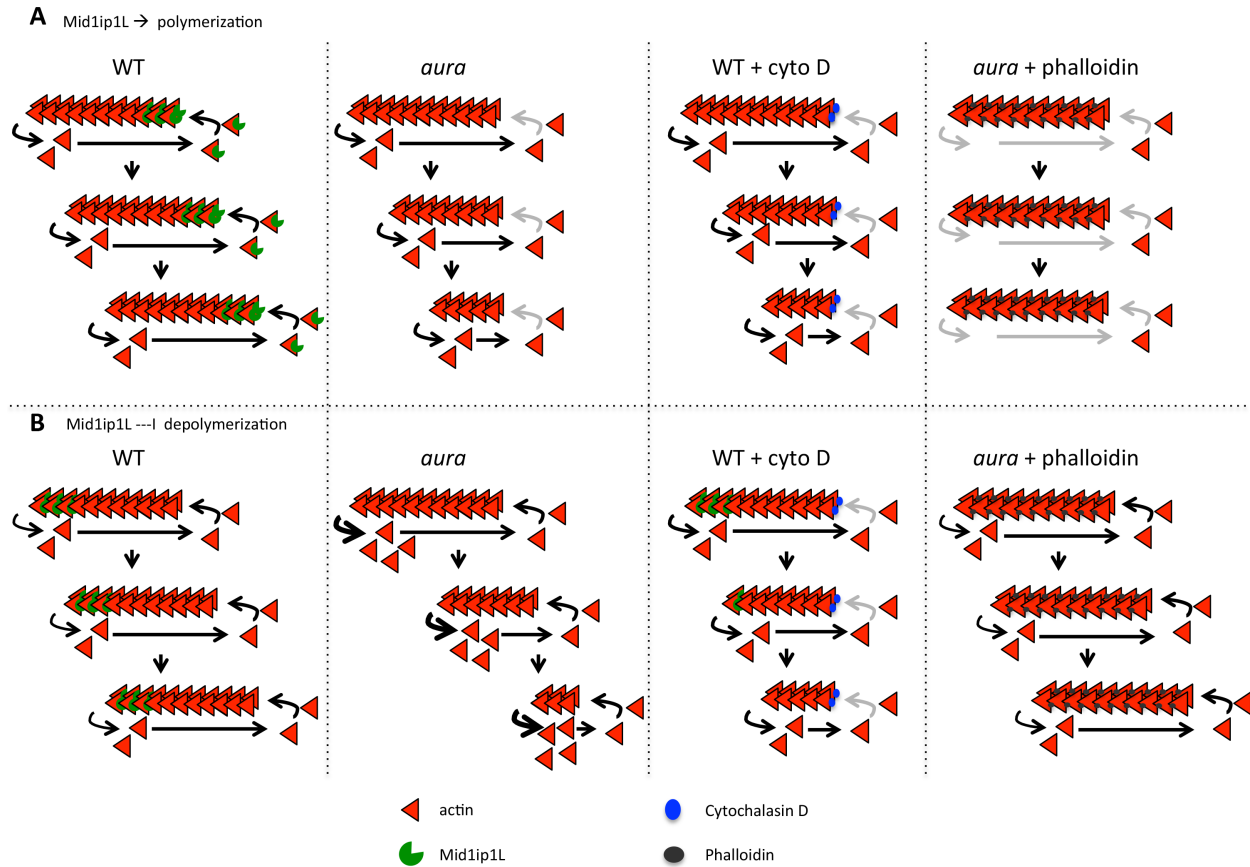 A Mid1ip1L → polymerization
WT
aura
WT + cyto D
aura + phalloidin
B Mid1ip1L ---I depolymerization
WT
aura
WT + cyto D
aura + phalloidin
actin
Cytochalasin D
Mid1ip1L
Phalloidin